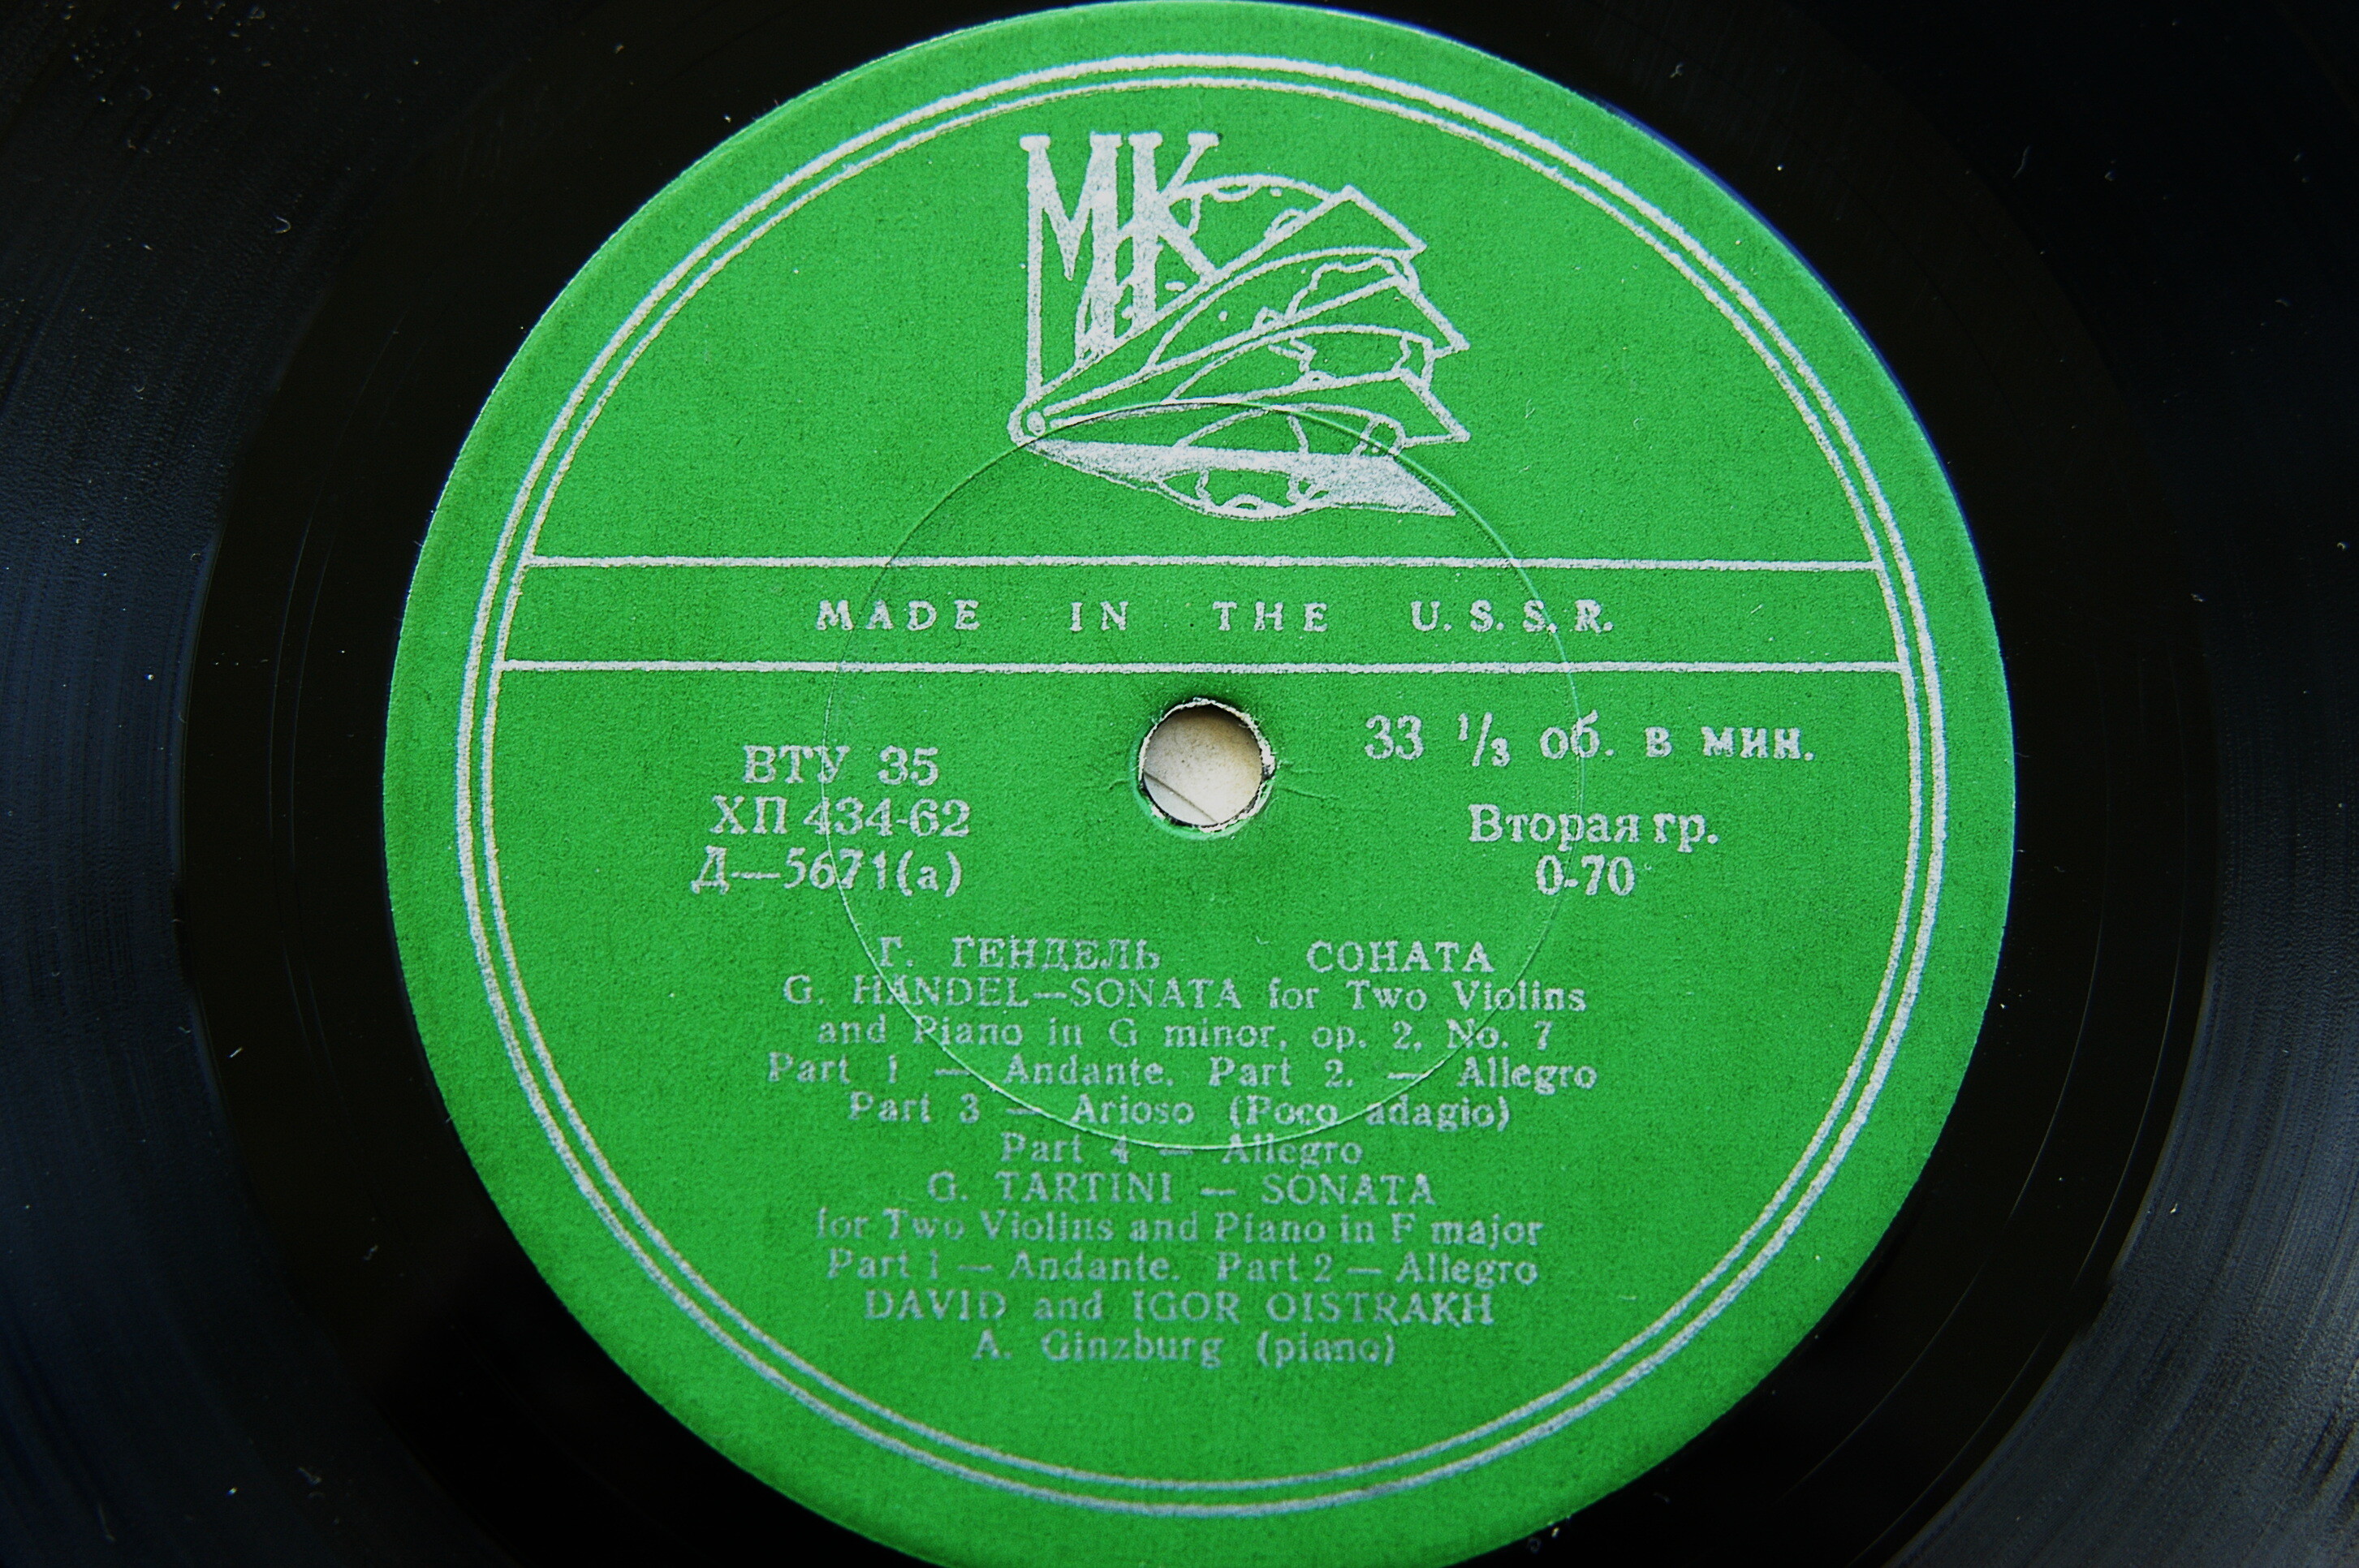 МК
MADE IN THE U.S.S.R.
33 1/3 об. в мин.
ВТУ 35
ХП 434-62
Д—5671(а)
Вторая гр.
0-70
Г. ГЕНДЕЛЬ СОНАТА
G. HÄNDEL—SONATA for Two Violins
and Piano in G minor, op. 2, No. 7
Part 1 — Andante. Part 2. — Allegro
Part 3 — Arioso (Poco adagio)
Part 4 — Allegro
G. TARTINI — SONATA
for Two Violins and Piano in F major
Part 1 — Andante. Part 2 — Allegro
DAVID and IGOR OISTRAKH
A. Ginzburg (piano)